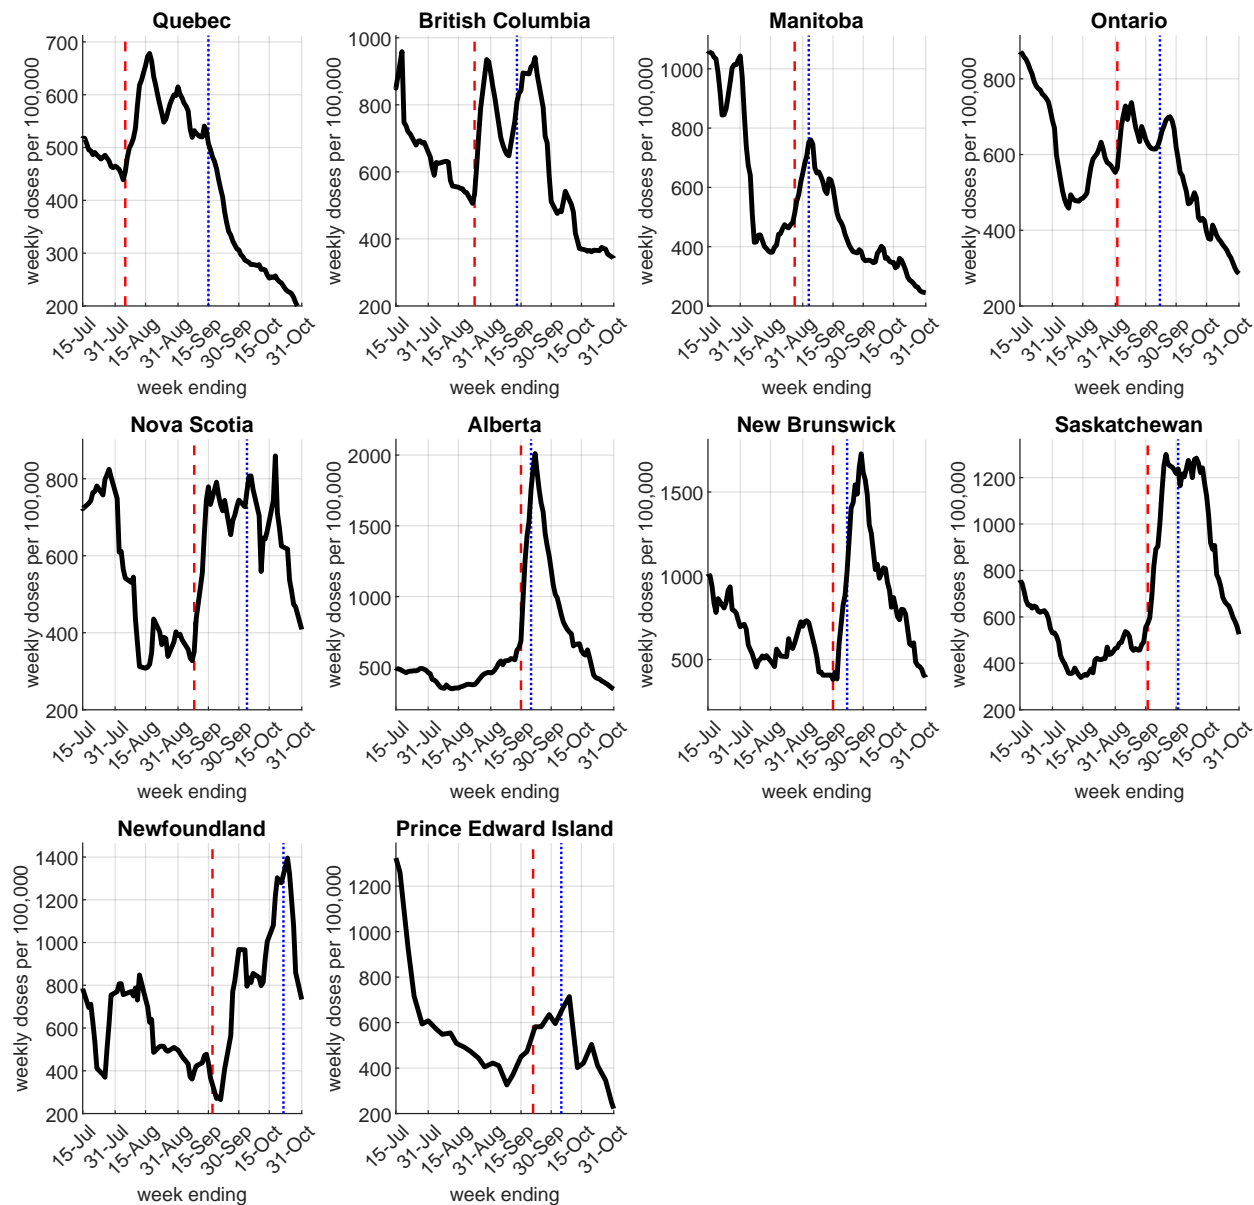 Quebec
weekly doses per 100,000
700
600
500
400
300
200
15-Jul
31-Jul
15-Aug
31-Aug
15-Sep
30-Sep
15-Oct
31-Oct
week ending
British Columbia
weekly doses per 100,000
1000
800
600
400
200
15-Jul
31-Jul
15-Aug
31-Aug
15-Sep
30-Sep
15-Oct
31-Oct
week ending
Manitoba
weekly doses per 100,000
1000
800
600
400
200
15-Jul
31-Jul
15-Aug
31-Aug
15-Sep
30-Sep
15-Oct
31-Oct
week ending
Ontario
weekly doses per 100,000
800
600
400
200
15-Jul
31-Jul
15-Aug
31-Aug
15-Sep
30-Sep
15-Oct
31-Oct
week ending
Nova Scotia
weekly doses per 100,000
800
600
400
200
15-Jul
31-Jul
15-Aug
31-Aug
15-Sep
30-Sep
15-Oct
31-Oct
week ending
Alberta
weekly doses per 100,000
2000
1500
1000
500
15-Jul
31-Jul
15-Aug
31-Aug
15-Sep
30-Sep
15-Oct
31-Oct
week ending
New Brunswick
weekly doses per 100,000
1500
1000
500
15-Jul
31-Jul
15-Aug
31-Aug
15-Sep
30-Sep
15-Oct
31-Oct
week ending
Saskatchewan
weekly doses per 100,000
1200
1000
800
600
400
200
15-Jul
31-Jul
15-Aug
31-Aug
15-Sep
30-Sep
15-Oct
31-Oct
week ending
Newfoundland
weekly doses per 100,000
1400
1200
1000
800
600
400
200
15-Jul
31-Jul
15-Aug
31-Aug
15-Sep
30-Sep
15-Oct
31-Oct
week ending
Prince Edward Island
weekly doses per 100,000
1200
1000
800
600
400
200
15-Jul
31-Jul
15-Aug
31-Aug
15-Sep
30-Sep
15-Oct
31-Oct
week ending